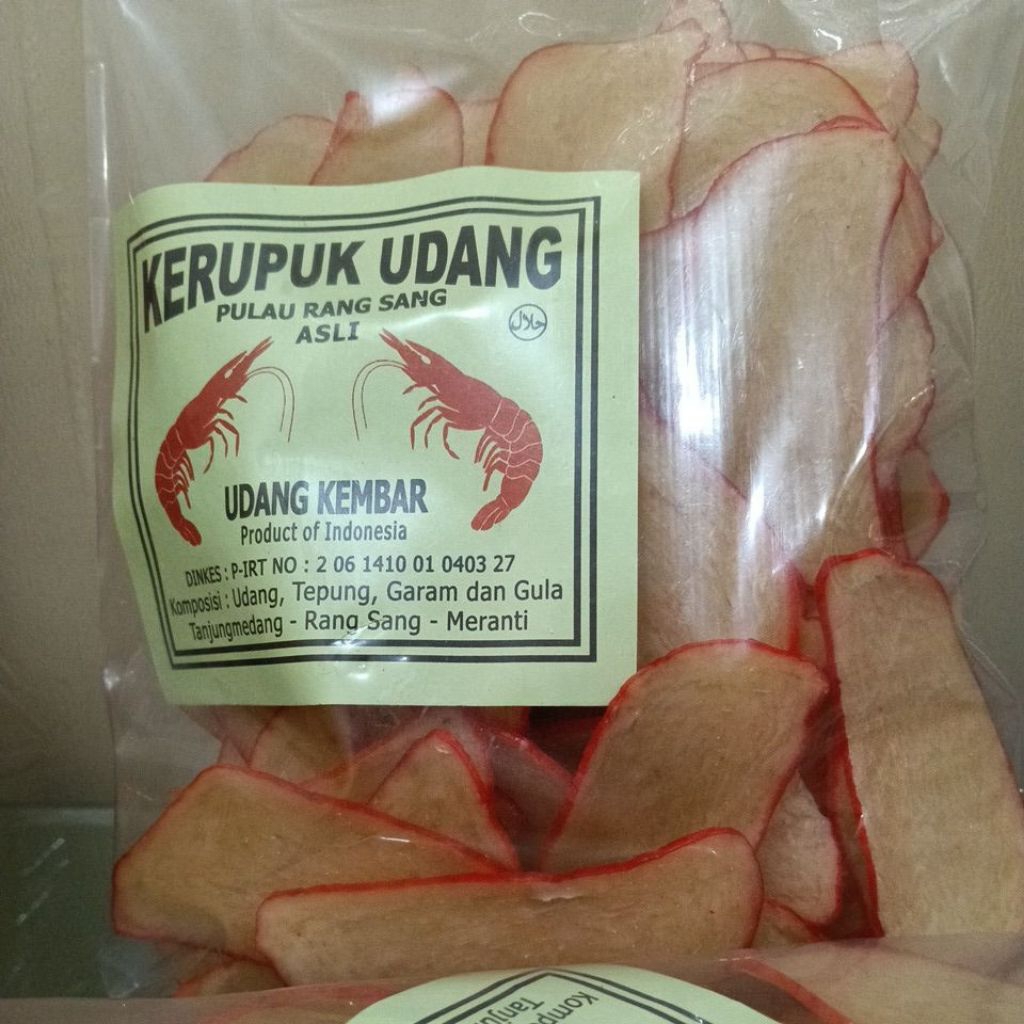 KERUPUK UDANG
PULAU RANG SANG
ASLI
حلال
UDANG KEMBAR
Product of Indonesia
DINKES : P-IRT NO : 2 06 1410 01 0403 27
Komposisi : Udang, Tepung, Garam dan Gula
Tanjungmedang - Rang Sang - Meranti